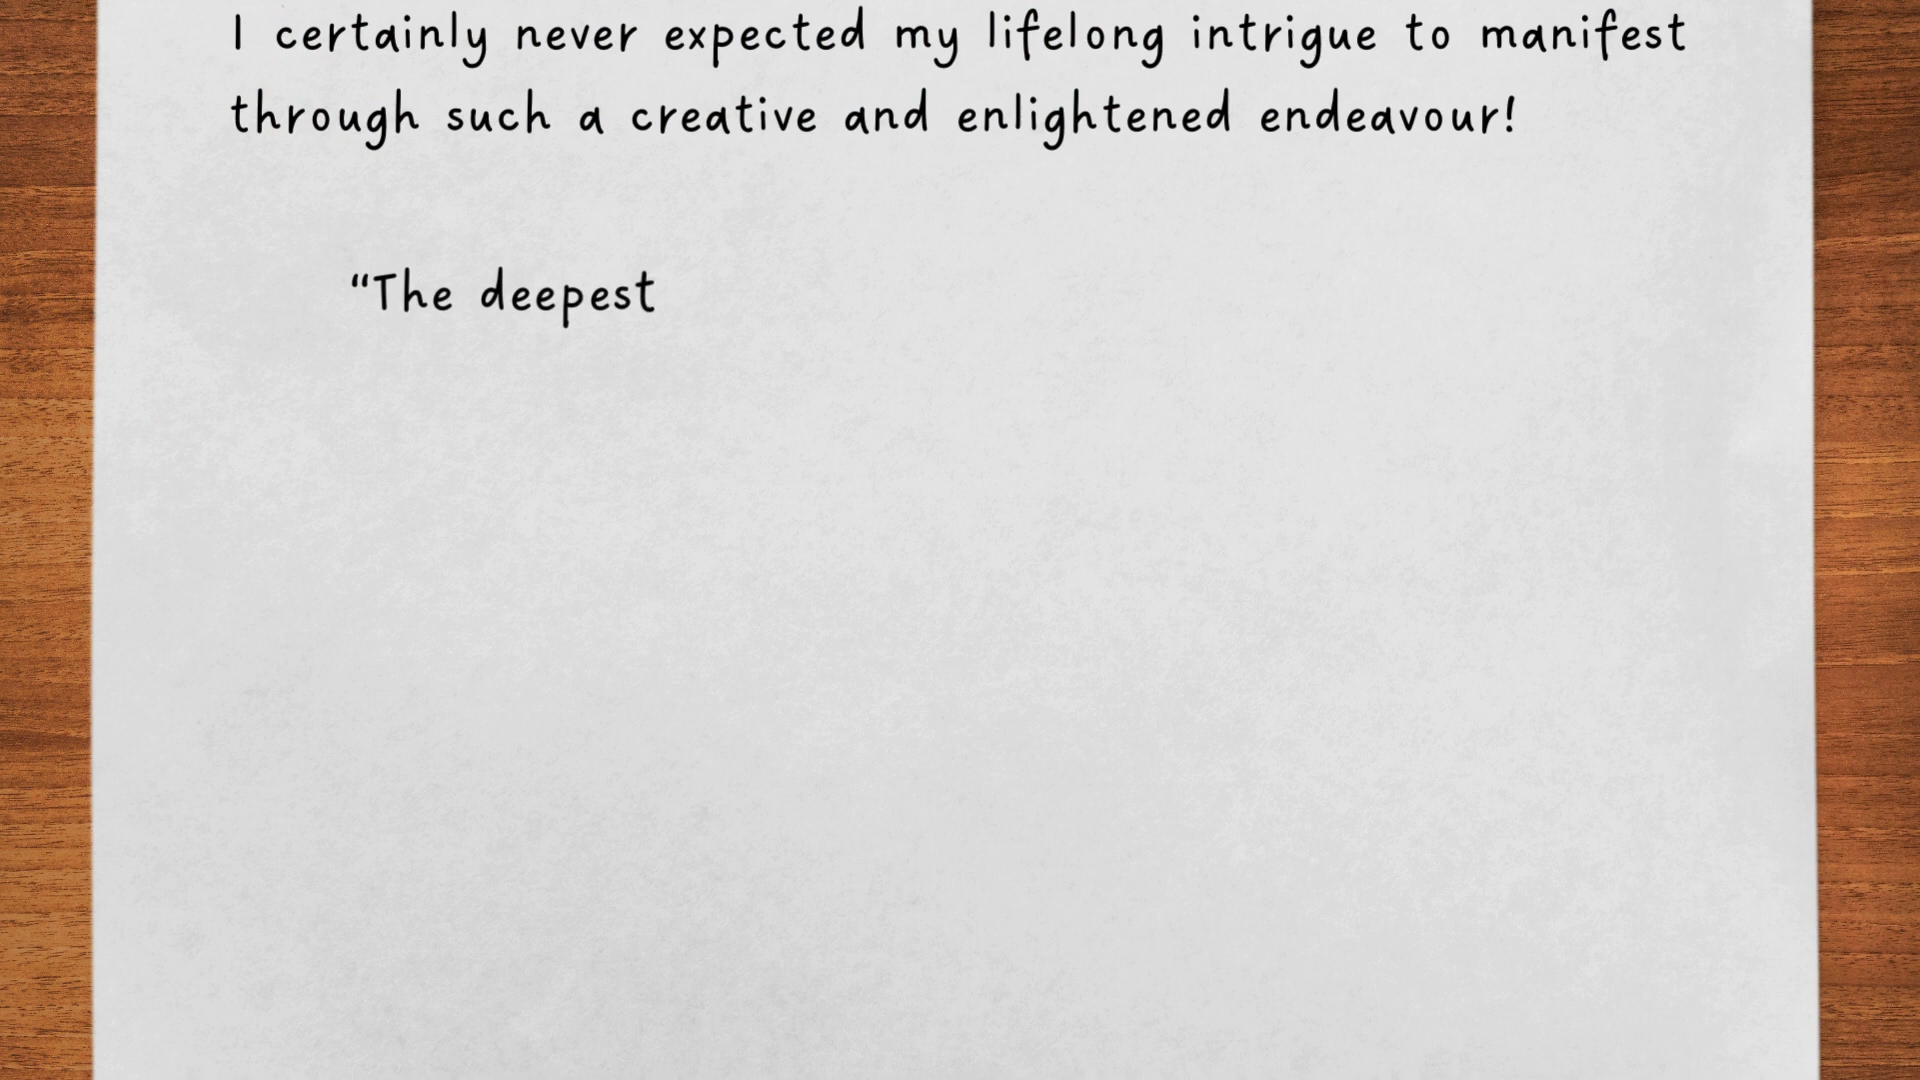 I certainly never expected my lifelong intrigue to manifest
through such a creative and enlightened endeavour!
“The deepest